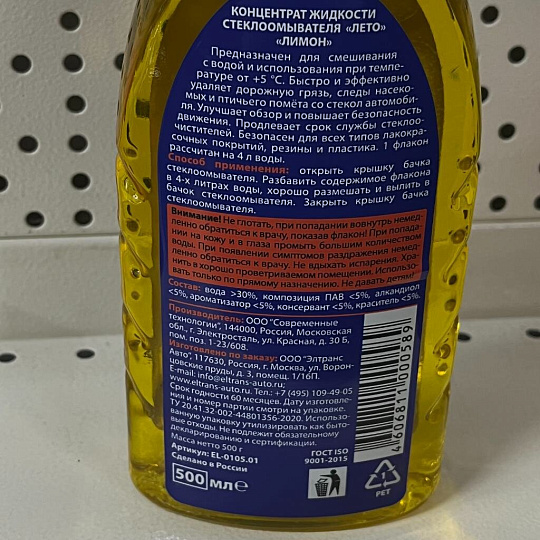 КОНЦЕНТРАТ ЖИДКОСТИ
СТЕКЛООМЫВАТЕЛЯ «ЛЕТО»
«ЛИМОН»
Предназначен для смешивания
с водой и использования при темпе-
ратуре от +5 °C. Быстро и эффективно
удаляет дорожную грязь, следы насеко-
мых и птичьего помёта со стекол автомоби-
ля. Улучшает обзор и повышает безопасность
движения. Продлевает срок службы стеклоо-
чистителей. Безопасен для всех типов лакокра-
сочных покрытий, резины и пластика. 1 флакон
рассчитан на 4 л воды.
Способ применения: открыть крышку бачка
стеклоомывателя. Разбавить содержимое флакона
в 4-х литрах воды, хорошо размешать и вылить в
бачок стеклоомывателя. Закрыть крышку бачка
стеклоомывателя.
Внимание! Не глотать, при попадании вовнутрь немед-
ленно обратиться к врачу, показав флакон! При попада-
нии на кожу и в глаза промыть большим количеством
воды. При появлении симптомов раздражения немед-
ленно обратиться к врачу. Не вдыхать испарения. Хра-
нить в хорошо проветриваемом помещении. Использо-
вать только по прямому назначению. Не давать детям!
Состав: вода >30%, композиция ПАВ <5%, алкандиол
<5%, ароматизатор <5%, консервант <5%, краситель <5%.
Производитель: ООО "Современные
технологии", 144000, Россия, Московская
обл., г. Электросталь, ул. Красная, д. 30 Б,
пом. поз. 1-23/608.
Изготовлено по заказу: ООО "Элтранс
Авто", 117630, Россия, г. Москва, ул. Ворон-
цовские пруды, д. 3, помещ. 1/16П.
E-mail: info@eltrans-auto.ru;
www.eltrans-auto.ru. Тел.: +7 (495) 109-49-05
Срок годности 60 месяцев. Дату изготовле-
ния и номер партии смотри на упаковке.
ТУ 20.41.32-002-44801356-2020. Использо-
ванную упаковку утилизировать как быто-
вые отходы. Не подлежит обязательному
декларированию и сертификации.
Масса нетто 500 г
Артикул: EL-0105.01
Сделано в России
500 мл e
ГОСТ ISO
9001-2015
4 606811 000589
1
PET